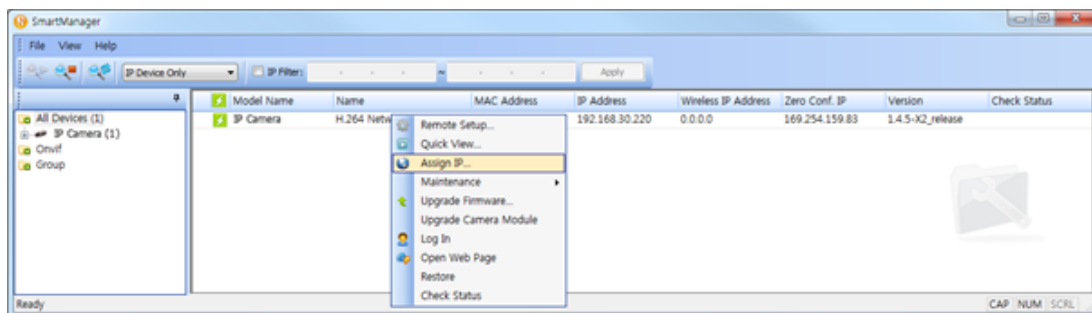 SmartManager
File View Help
IP Device Only IP Filter: . . . ~ . . . Apply
Model Name Name MAC Address IP Address Wireless IP Address Zero Conf. IP Version Check Status
All Devices (1)
IP Camera (1)
Onvif
Group
IP Camera H.264 Netw 192.168.30.220 0.0.0.0 169.254.159.83 1.4.5-X2_release
Remote Setup...
Quick View...
Assign IP...
Maintenance
Upgrade Firmware...
Upgrade Camera Module
Log In
Open Web Page
Restore
Check Status
Ready CAP NUM SCRL